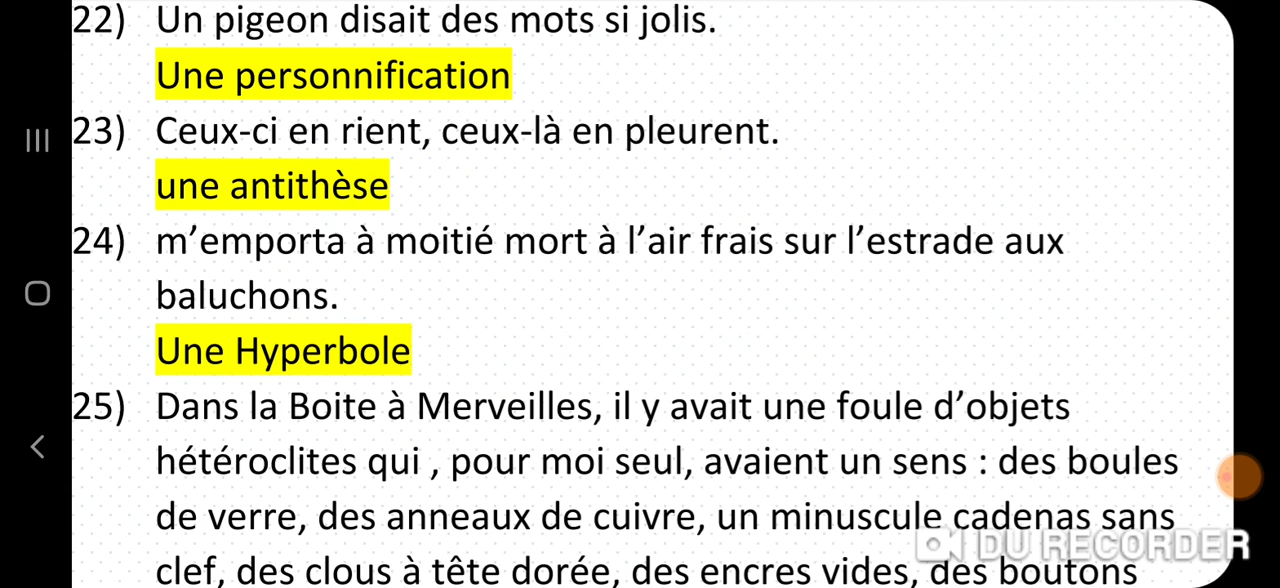 22) Un pigeon disait des mots si jolis.
Une personnification
23) Ceux-ci en rient, ceux-là en pleurent.
une antithèse
24) m’emporta à moitié mort à l’air frais sur l’estrade aux
baluchons.
Une Hyperbole
25) Dans la Boite à Merveilles, il y avait une foule d’objets
hétéroclites qui , pour moi seul, avaient un sens : des boules
de verre, des anneaux de cuivre, un minuscule cadenas sans
clef, des clous à tête dorée, des encres vides, des boutons
DU RECORDER